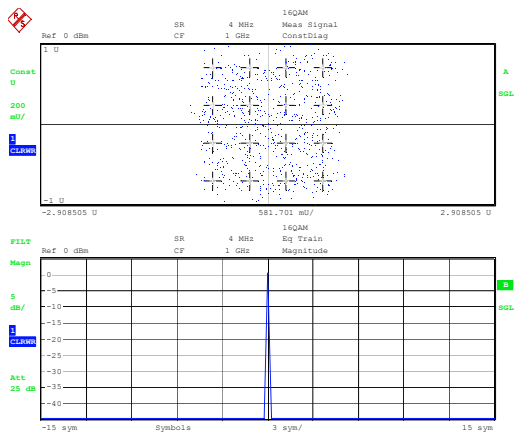 R S
16QAM
SR 4 MHz Meas Signal
Ref 0 dBm CF 1 GHz ConstDiag
1 U
Const
U
A
200
mU/
SGL
1
CLRWR
-1 U
-2.908505 U 581.701 mU/ 2.908505 U
16QAM
FILT SR 4 MHz Eq Train
Ref 0 dBm CF 1 GHz Magnitude
Magn
0
B
5
dB/
-5
-10
SGL
-15
1
CLRWR
-20
-25
-30
Att
25 dB
-35
-40
-15 sym Symbols 3 sym/ 15 sym